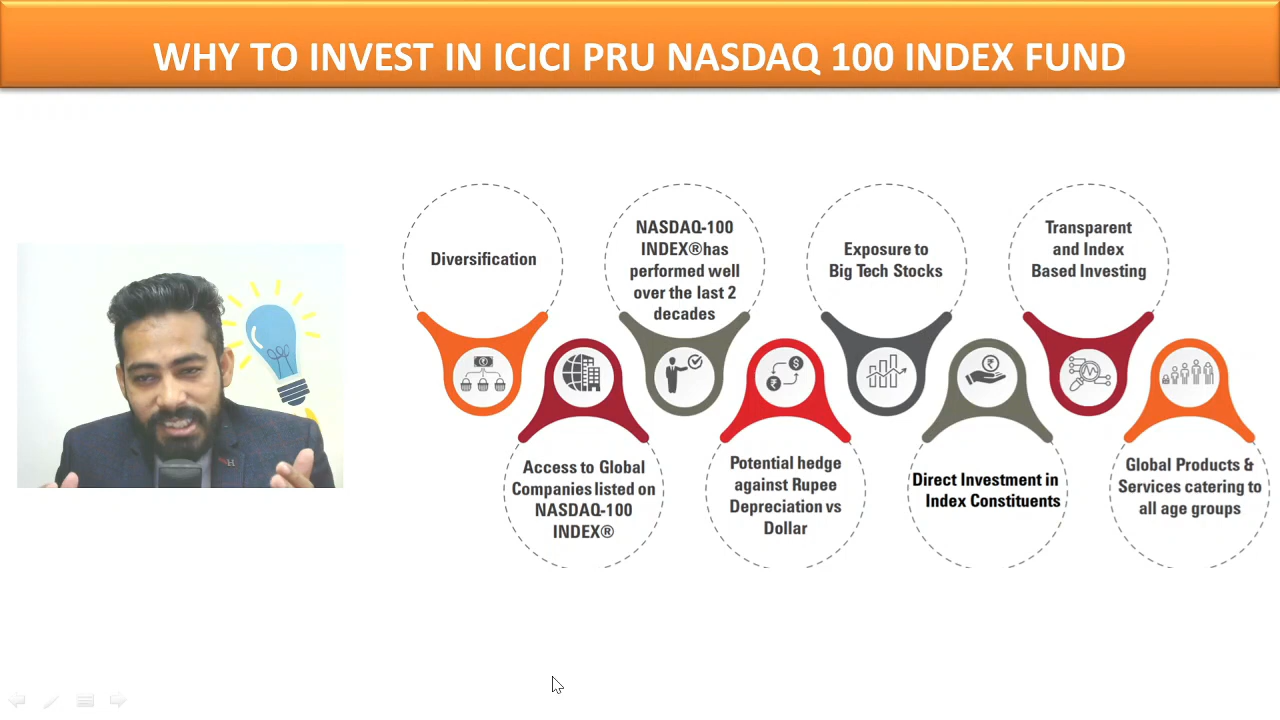 WHY TO INVEST IN ICICI PRU NASDAQ 100 INDEX FUND
Diversification
Access to Global
Companies listed on
NASDAQ-100
INDEX®
NASDAQ-100
INDEX®has
performed well
over the last 2
decades
Potential hedge
against Rupee
Depreciation vs
Dollar
Exposure to
Big Tech Stocks
Direct Investment in
Index Constituents
Transparent
and Index
Based Investing
Global Products &
Services catering to
all age groups